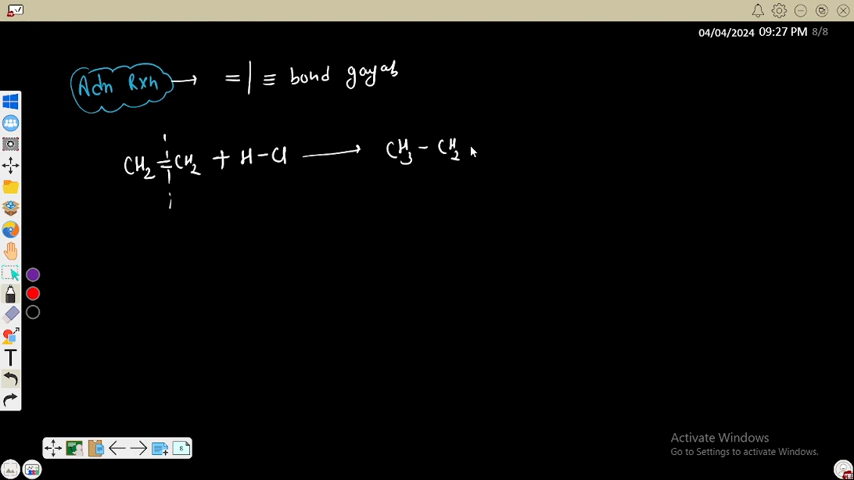 04/04/2024 09:27 PM 8/8
Adn Rxn → = | ≡ bond gayab
CH₂ = CH₂ + H - Cl → CH₃ - CH₂
T
8
Activate Windows
Go to Settings to activate Windows.